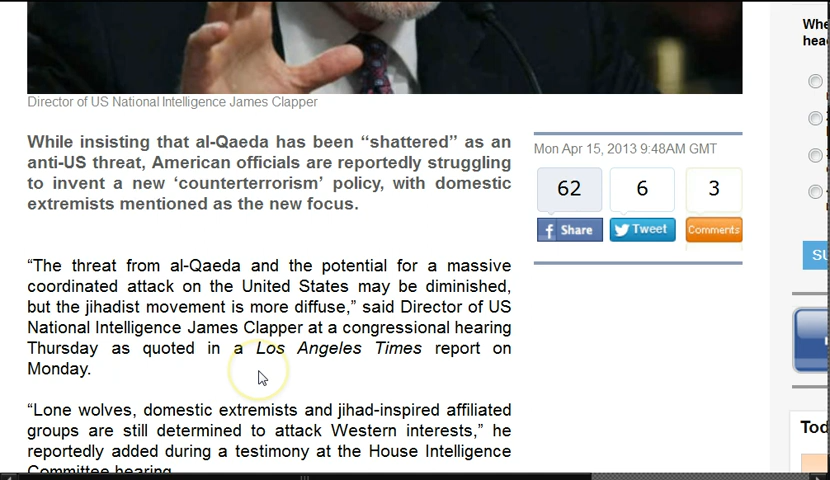 Director of US National Intelligence James Clapper
While insisting that al-Qaeda has been “shattered” as an
anti-US threat, American officials are reportedly struggling
to invent a new ‘counterterrorism’ policy, with domestic
extremists mentioned as the new focus.
Mon Apr 15, 2013 9:48AM GMT
62 6 3
Share Tweet Comments
“The threat from al-Qaeda and the potential for a massive
coordinated attack on the United States may be diminished,
but the jihadist movement is more diffuse,” said Director of US
National Intelligence James Clapper at a congressional hearing
Thursday as quoted in a Los Angeles Times report on
Monday.
“Lone wolves, domestic extremists and jihad-inspired affiliated
groups are still determined to attack Western interests,” he
reportedly added during a testimony at the House Intelligence
Committee hearing.